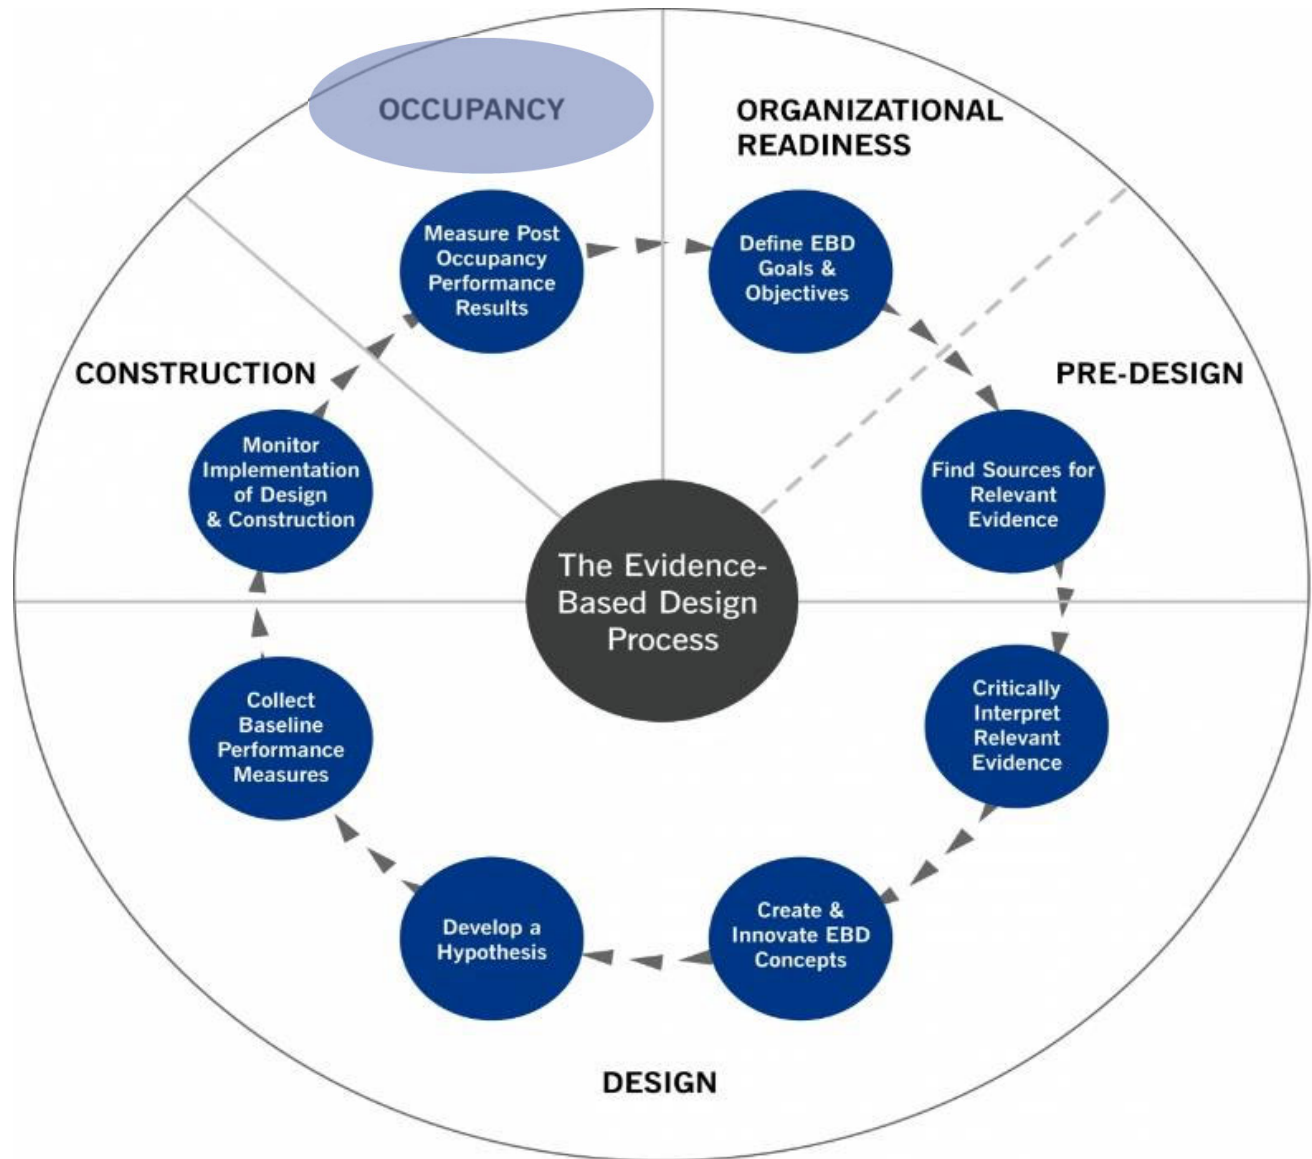 OCCUPANCY
ORGANIZATIONAL
READINESS
Measure Post
Occupancy
Performance
Results
Define EBD
Goals &
Objectives
CONSTRUCTION
PRE-DESIGN
Monitor
Implementation
of Design
& Construction
Find Sources for
Relevant
Evidence
The Evidence-
Based Design
Process
Collect
Baseline
Performance
Measures
Critically
Interpret
Relevant
Evidence
Develop a
Hypothesis
Create &
Innovate EBD
Concepts
DESIGN